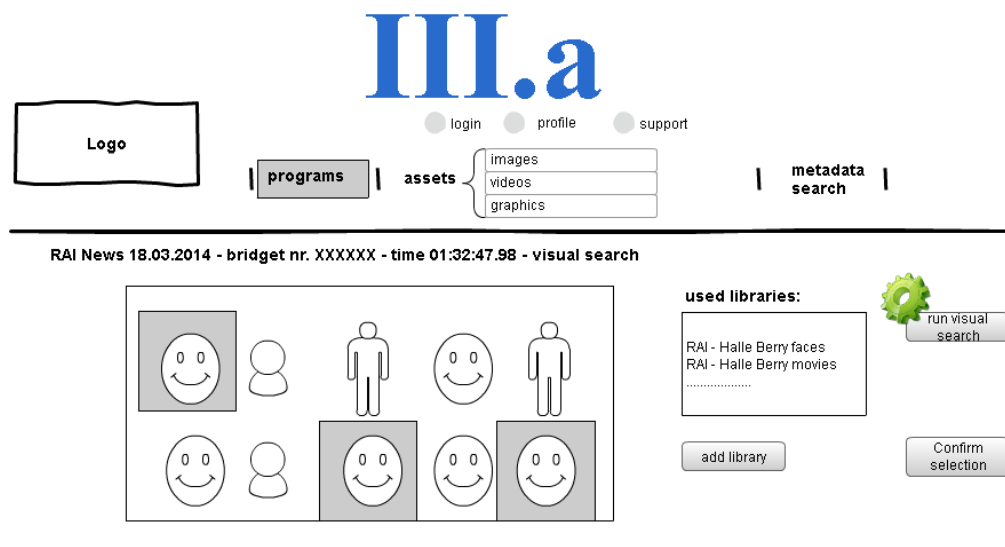 III.a
login profile support
Logo
programs
assets
images
videos
graphics
metadata
search
RAI News 18.03.2014 - bridget nr. XXXXXX - time 01:32:47.98 - visual search
used libraries:
RAI - Halle Berry faces
RAI - Halle Berry movies
...................
run visual
search
add library
Confirm
selection